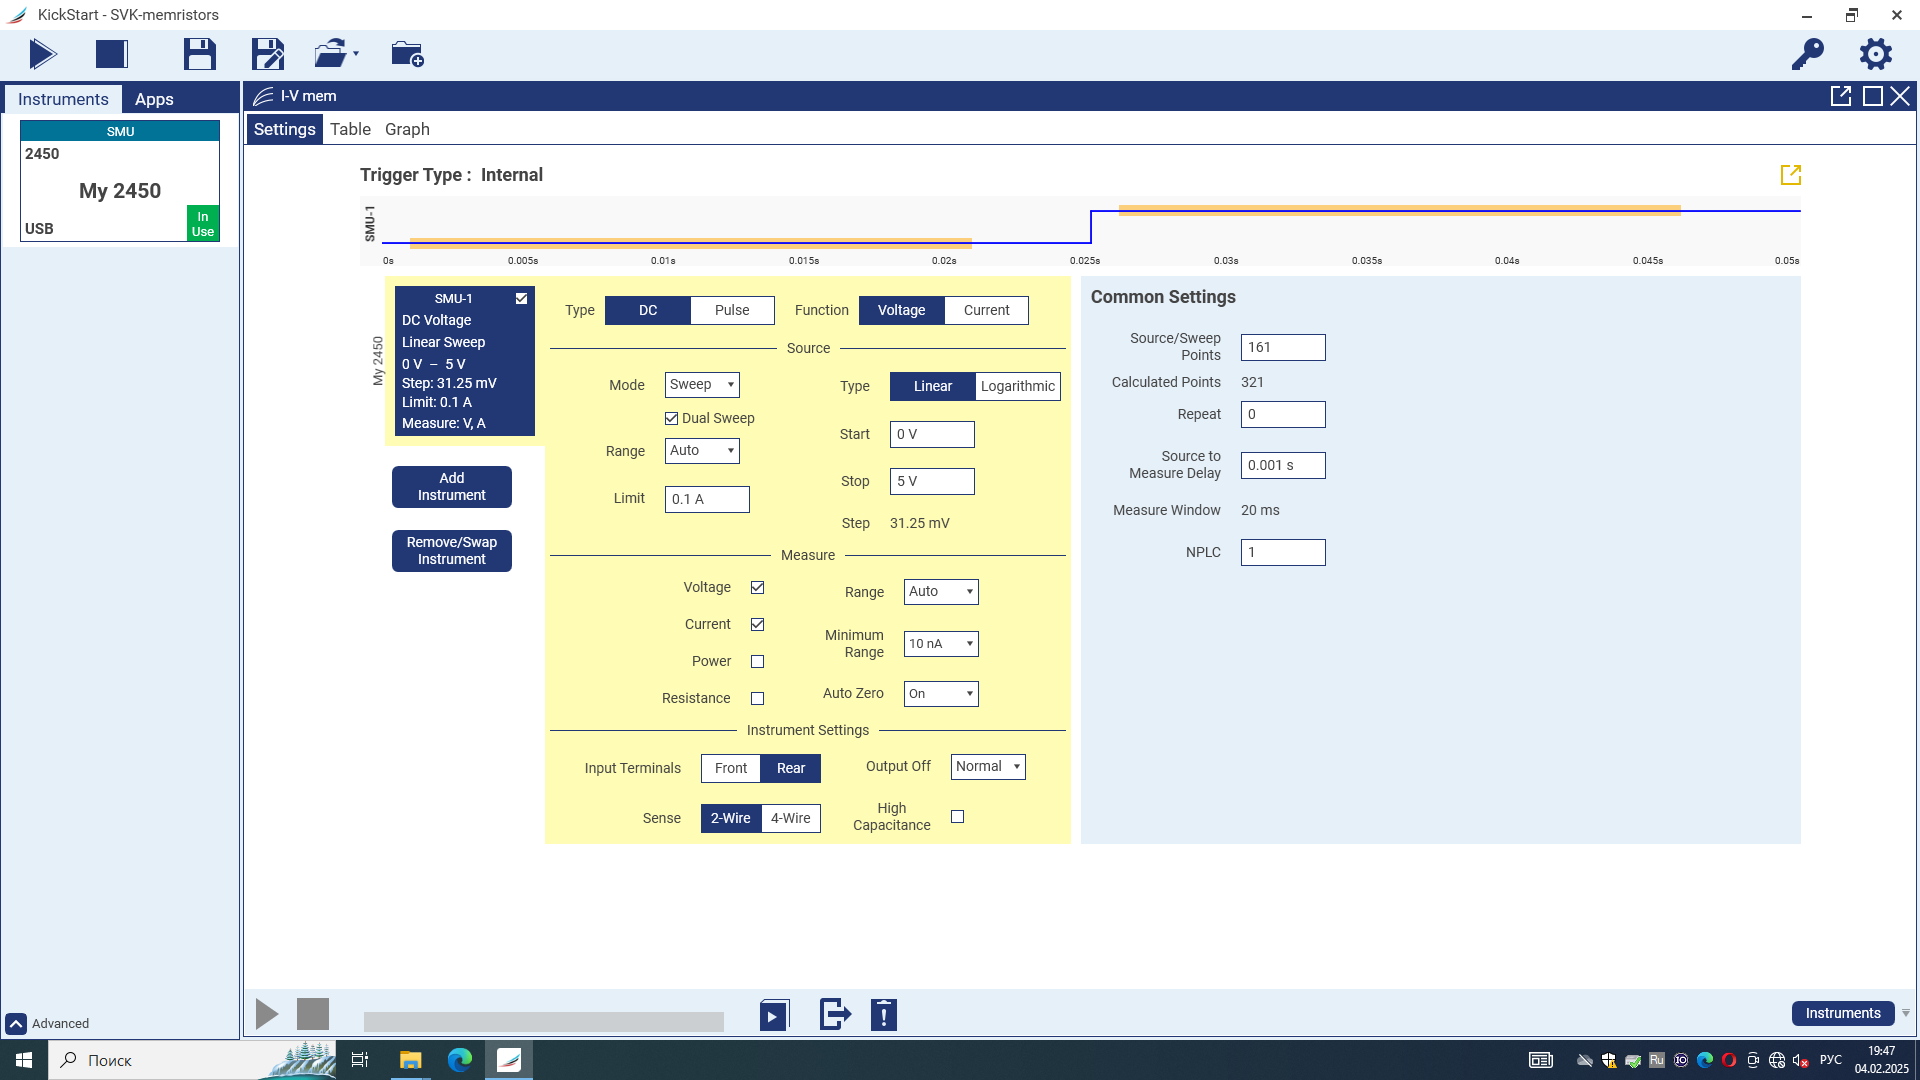 KickStart - SVK-memristors
Instruments
Apps
SMU
2450
My 2450
USB
In
Use
I-V mem
Settings
Table
Graph
Trigger Type : Internal
SMU-1
0s
0.005s
0.01s
0.015s
0.02s
0.025s
0.03s
0.035s
0.04s
0.045s
0.05s
My 2450
SMU-1
DC Voltage
Linear Sweep
0 V – 5 V
Step: 31.25 mV
Limit: 0.1 A
Measure: V, A
Add
Instrument
Remove/Swap
Instrument
Type
DC
Pulse
Function
Voltage
Current
Source
Mode
Sweep
Dual Sweep
Range
Auto
Limit
0.1 A
Type
Linear
Logarithmic
Start
0 V
Stop
5 V
Step
31.25 mV
Measure
Voltage
Current
Power
Resistance
Range
Auto
Minimum
Range
10 nA
Auto Zero
On
Instrument Settings
Input Terminals
Front
Rear
Output Off
Normal
Sense
2-Wire
4-Wire
High
Capacitance
Common Settings
Source/Sweep
Points
161
Calculated Points
321
Repeat
0
Source to
Measure Delay
0.001 s
Measure Window
20 ms
NPLC
1
Advanced
Instruments
Поиск
Ru
РУС
19:47
04.02.2025